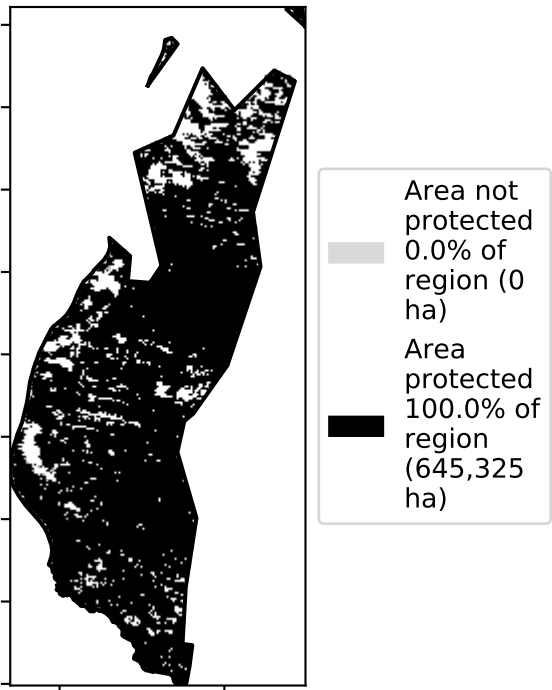 Area not
protected
0.0% of
region (0
ha)
Area
protected
100.0% of
region
(645,325
ha)